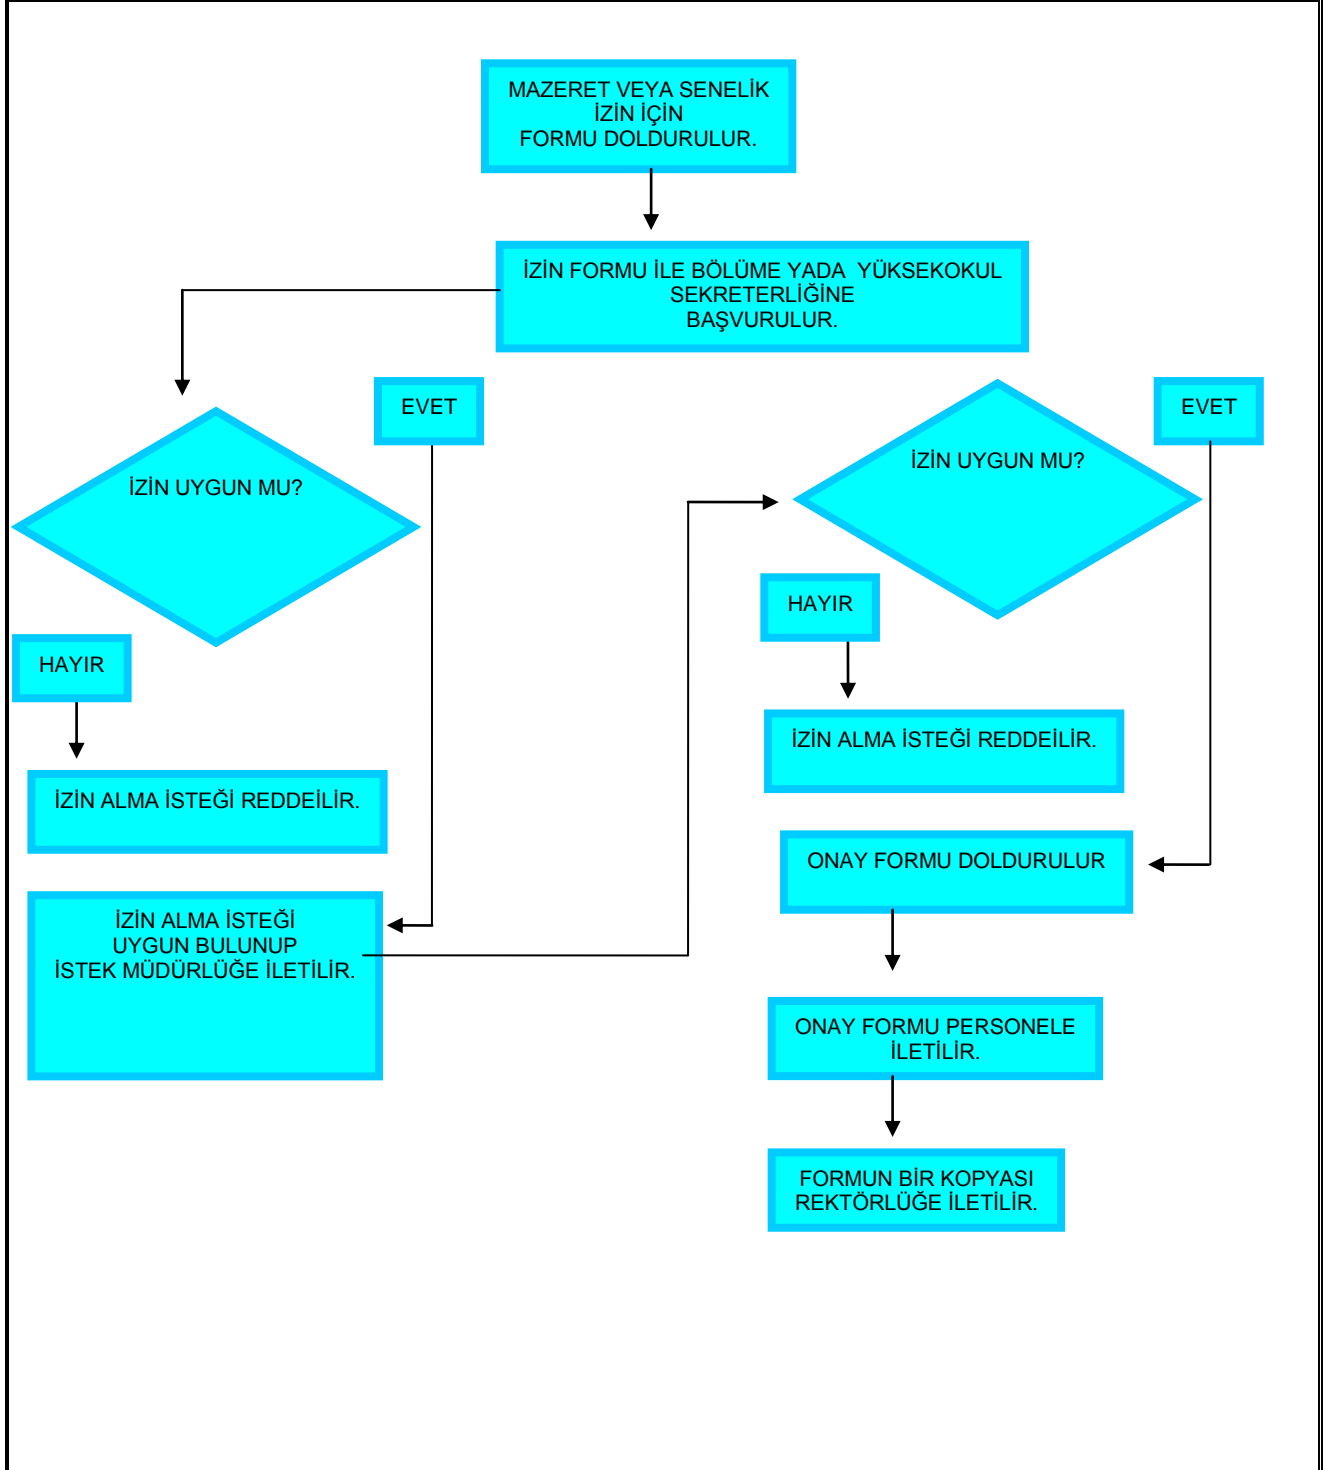 MAZERET VEYA SENELİK
İZİN İÇİN
FORMU DOLDURULUR.
İZİN FORMU İLE BÖLÜME YADA  YÜKSEKOKUL
SEKRETERLİĞİNE
BAŞVURULUR.
EVET
İZİN UYGUN MU?
HAYIR
İZİN ALMA İSTEĞİ REDDEİLİR.
İZİN ALMA İSTEĞİ
UYGUN BULUNUP
İSTEK MÜDÜRLÜĞE İLETİLİR.
EVET
İZİN UYGUN MU?
HAYIR
İZİN ALMA İSTEĞİ REDDEİLİR.
ONAY FORMU DOLDURULUR
ONAY FORMU PERSONELE
İLETİLİR.
FORMUN BİR KOPYASI
REKTÖRLÜĞE İLETİLİR.